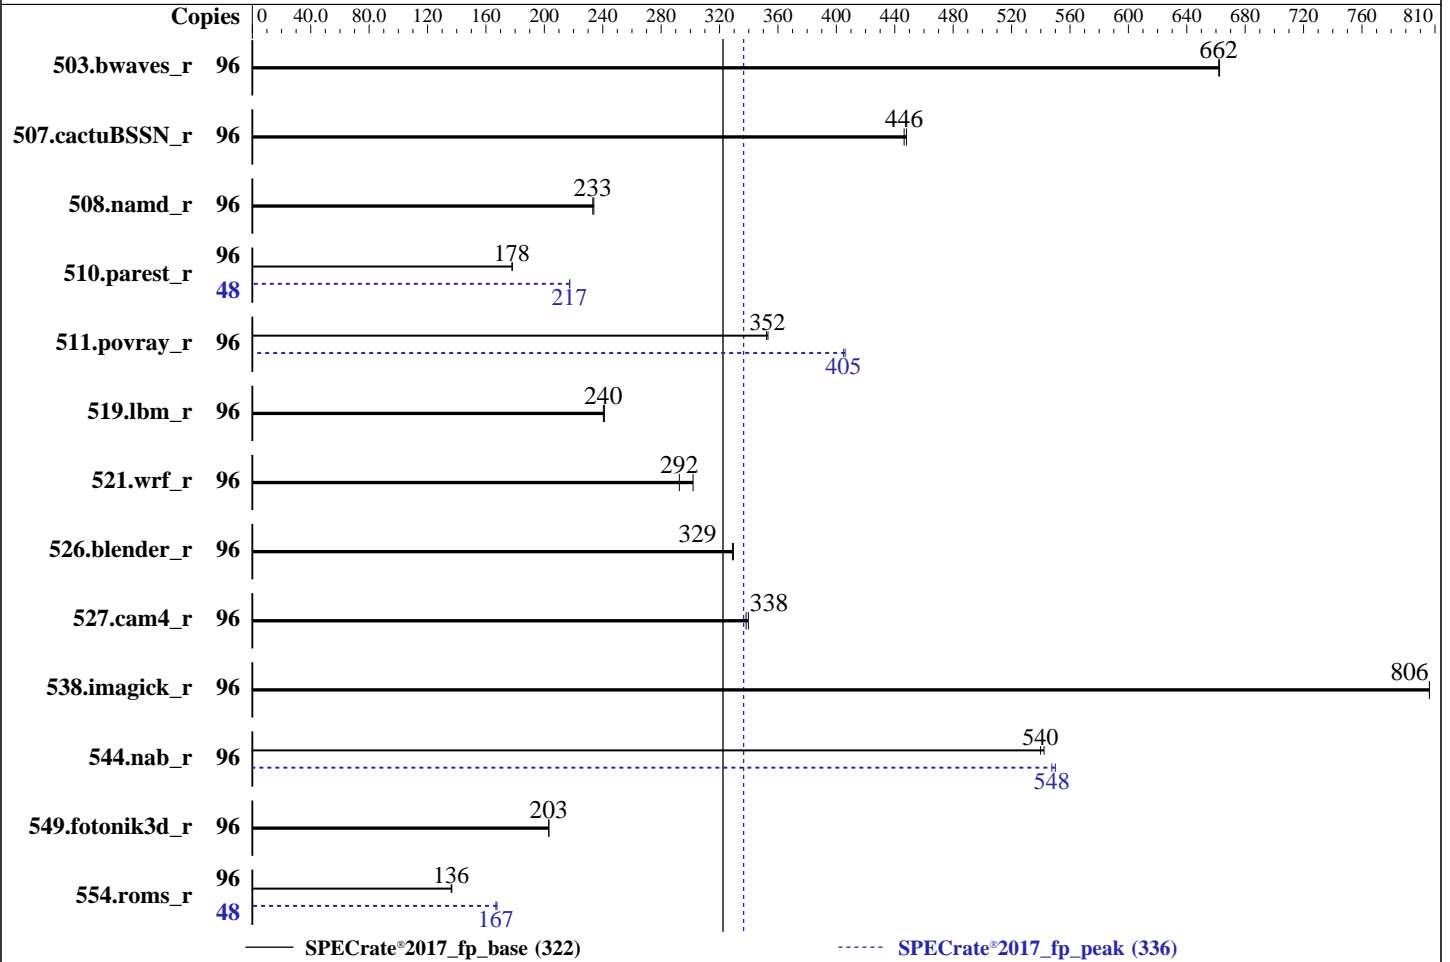 Copies 0 40.0 80.0 120 160 200 240 280 320 360 400 440 480 520 560 600 640 680 720 760 810
503.bwaves_r 96 662
507.cactuBSSN_r 96 446
508.namd_r 96 233
510.parest_r 96 178
48 217
511.povray_r 96 352
405
519.lbm_r 96 240
521.wrf_r 96 292
526.blender_r 96 329
527.cam4_r 96 338
538.imagick_r 96 806
544.nab_r 96 540
548
549.fotonik3d_r 96 203
554.roms_r 96 136
48 167
SPECrate®2017_fp_base (322) SPECrate®2017_fp_peak (336)